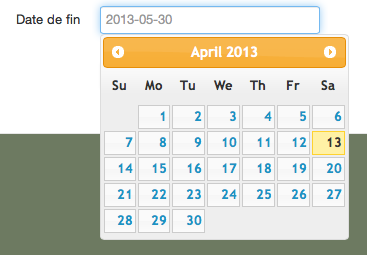 Date de fin 2013-05-30
April 2013
Su Mo Tu We Th Fr Sa
1 2 3 4 5 6
7 8 9 10 11 12 13
14 15 16 17 18 19 20
21 22 23 24 25 26 27
28 29 30